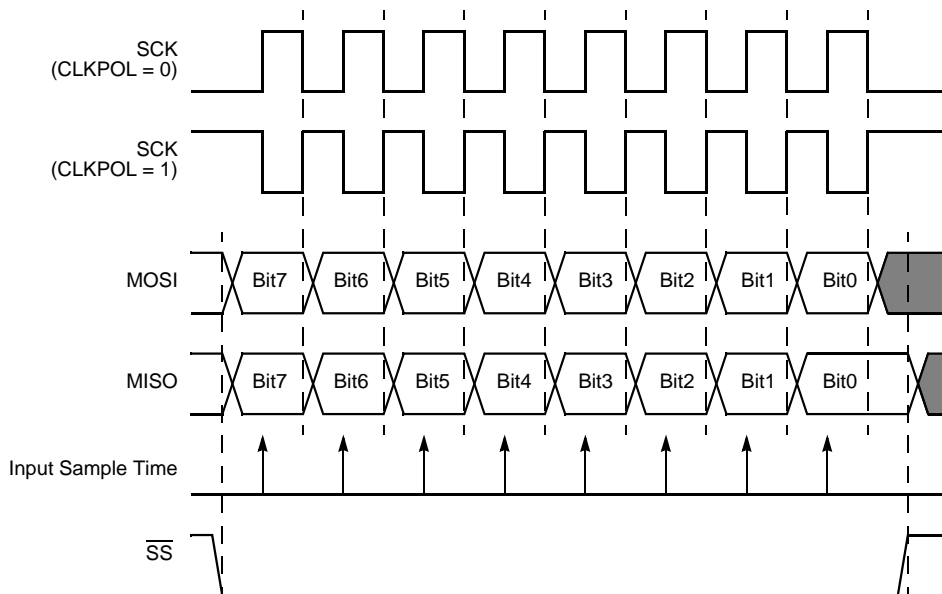 SCK
(CLKPOL = 0)
SCK
(CLKPOL = 1)
MOSI
Bit7 Bit6 Bit5 Bit4 Bit3 Bit2 Bit1 Bit0
MISO
Bit7 Bit6 Bit5 Bit4 Bit3 Bit2 Bit1 Bit0
Input Sample Time
SS